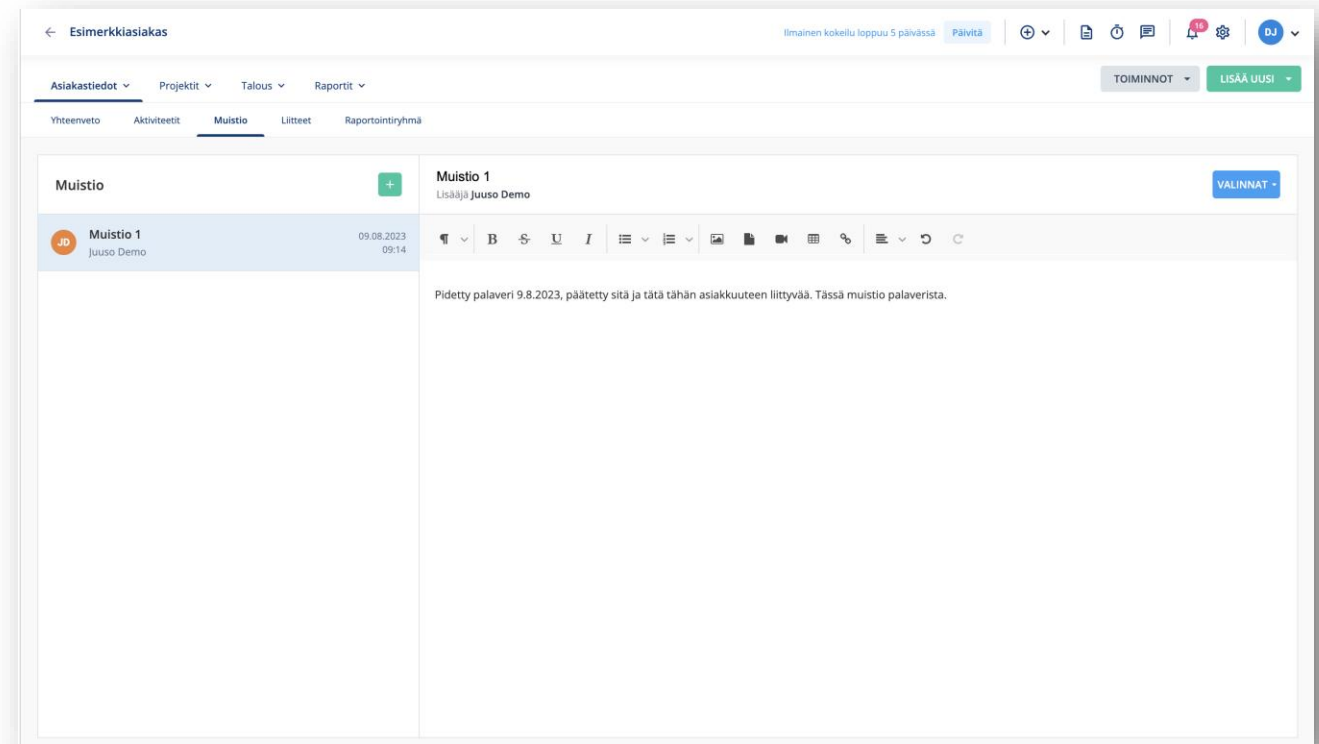 Esimerkkiasiakas
Ilmainen kokeilu loppuu 5 päivässä Päivitä
16
DJ
Asiakastiedot Projektit Talous Raportit
TOIMINNOT LISÄÄ UUSI
Yhteenveto Aktiviteetit Muistio Liitteet Raportointiryhmä
Muistio
+
Muistio 1
Lisääjä Juuso Demo
VALINNAT
JD
Muistio 1
Juuso Demo
09.08.2023
09:14
¶ B S U I
Pidetty palaveri 9.8.2023, päätetty sitä ja tätä tähän asiakkuuteen liittyvää. Tässä muistio palaverista.